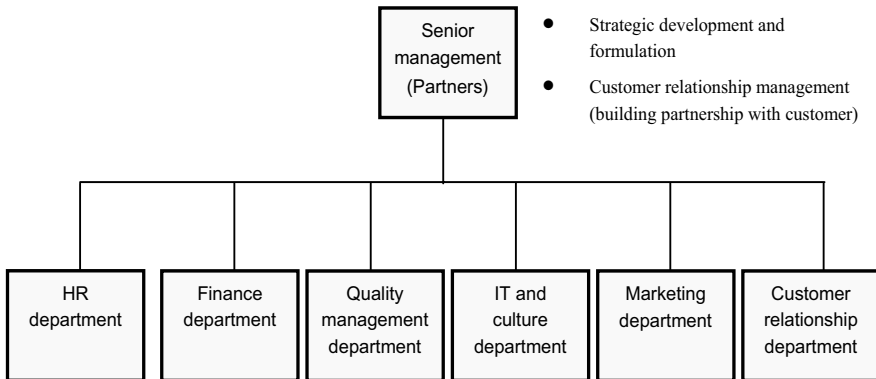 Senior
management
(Partners)
● Strategic development and
formulation
● Customer relationship management
(building partnership with customer)
HR
department
Finance
department
Quality
management
department
IT and
culture
department
Marketing
department
Customer
relationship
department